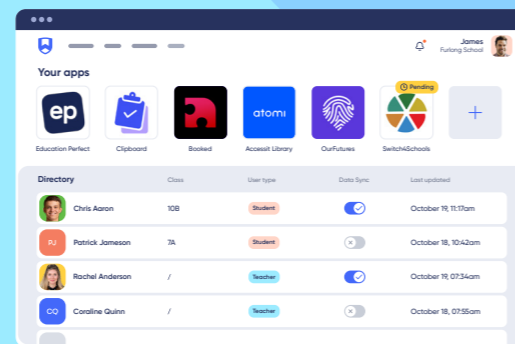 James
Furlong School
Your apps
Pending
ep
atomi
Education Perfect
Clipboard
Booked
Accessit Library
OurFutures
Switch4Schools
Directory Class User type Data Sync Last updated
Chris Aaron 10B Student October 19, 11:17am
PJ Patrick Jameson 7A Student October 18, 10:42am
Rachel Anderson / Teacher October 19, 07:34am
CQ Coraline Quinn / Teacher October 18, 07:55am